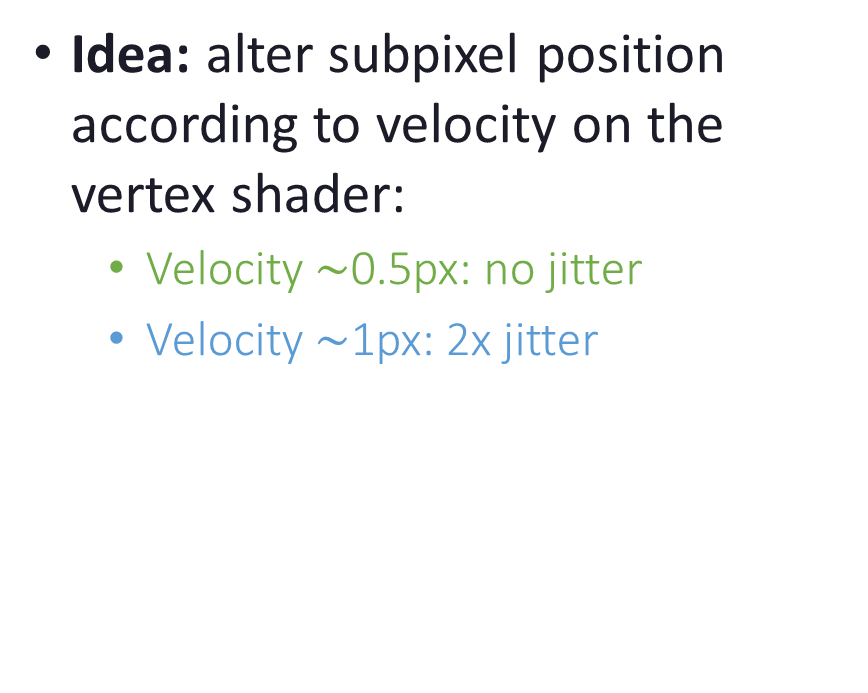 • Idea: alter subpixel position
according to velocity on the
vertex shader:
• Velocity ~0.5px: no jitter
• Velocity ~1px: 2x jitter